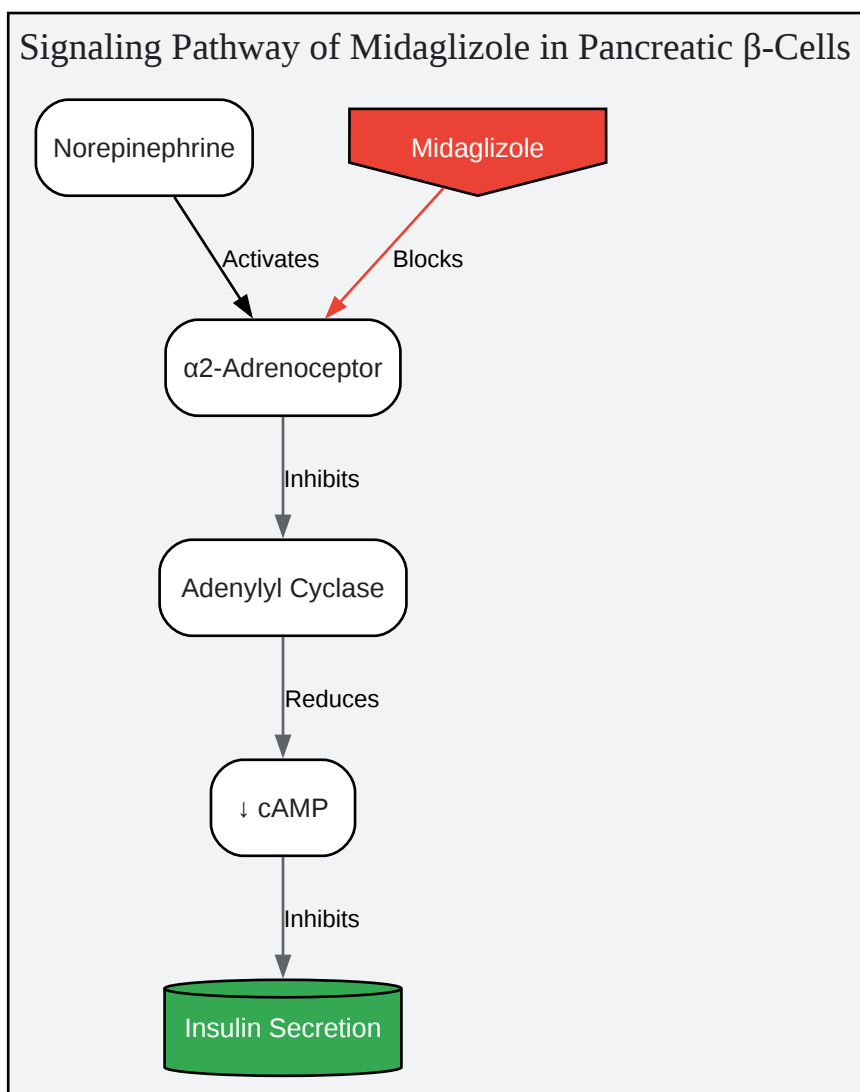 Signaling Pathway of Midaglizole in Pancreatic β-Cells
Norepinephrine
Midaglizole
Activates
Blocks
α2-Adrenoceptor
Inhibits
Adenylyl Cyclase
Reduces
↓ cAMP
Inhibits
Insulin Secretion